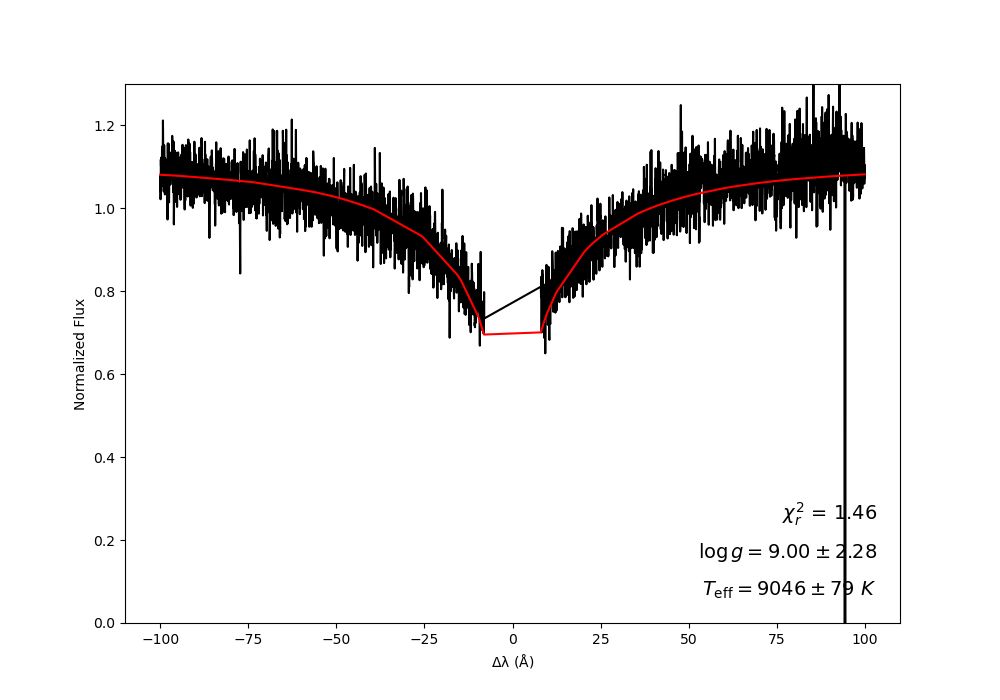 Normalized Flux
1.2
1.0
0.8
0.6
0.4
0.2
0.0
χ²ᵣ = 1.46
log g = 9.00 ± 2.28
T_eff = 9046 ± 79 K
−100 −75 −50 −25 0 25 50 75 100
Δλ (Å)